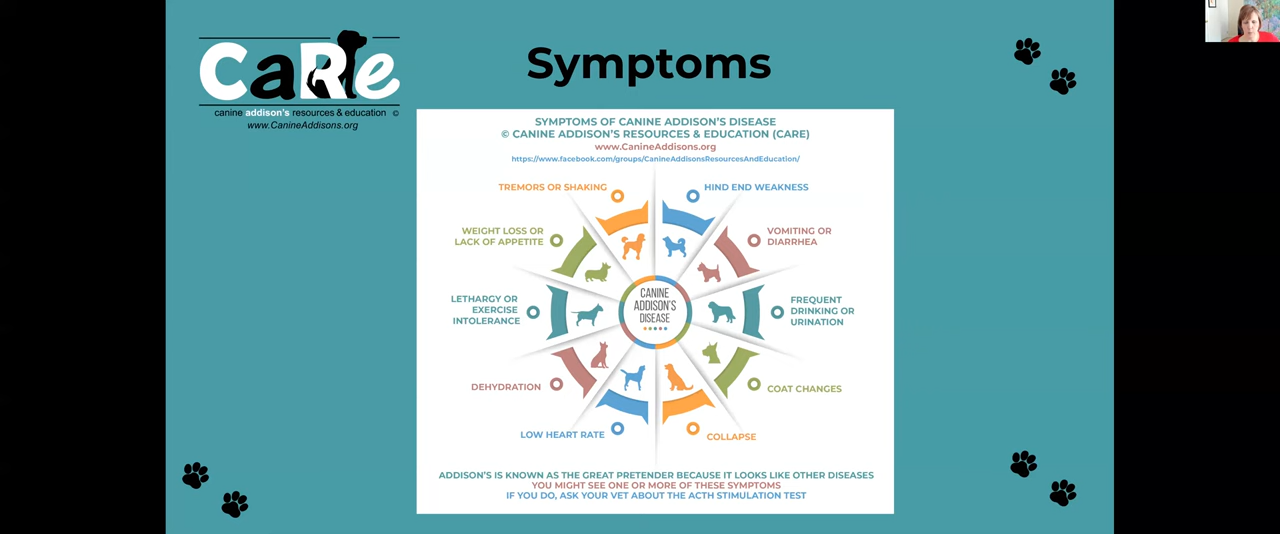 CaRe
canine addison's resources & education ©
www.CanineAddisons.org
Symptoms
SYMPTOMS OF CANINE ADDISON'S DISEASE
© CANINE ADDISON'S RESOURCES & EDUCATION (CARE)
www.CanineAddisons.org
https://www.facebook.com/groups/CanineAddisonsResourcesAndEducation/
TREMORS OR SHAKING
HIND END WEAKNESS
WEIGHT LOSS OR
LACK OF APPETITE
VOMITING OR
DIARRHEA
LETHARGY OR
EXERCISE
INTOLERANCE
CANINE
ADDISON'S
DISEASE
FREQUENT
DRINKING OR
URINATION
DEHYDRATION
COAT CHANGES
LOW HEART RATE
COLLAPSE
ADDISON'S IS KNOWN AS THE GREAT PRETENDER BECAUSE IT LOOKS LIKE OTHER DISEASES
YOU MIGHT SEE ONE OR MORE OF THESE SYMPTOMS
IF YOU DO, ASK YOUR VET ABOUT THE ACTH STIMULATION TEST